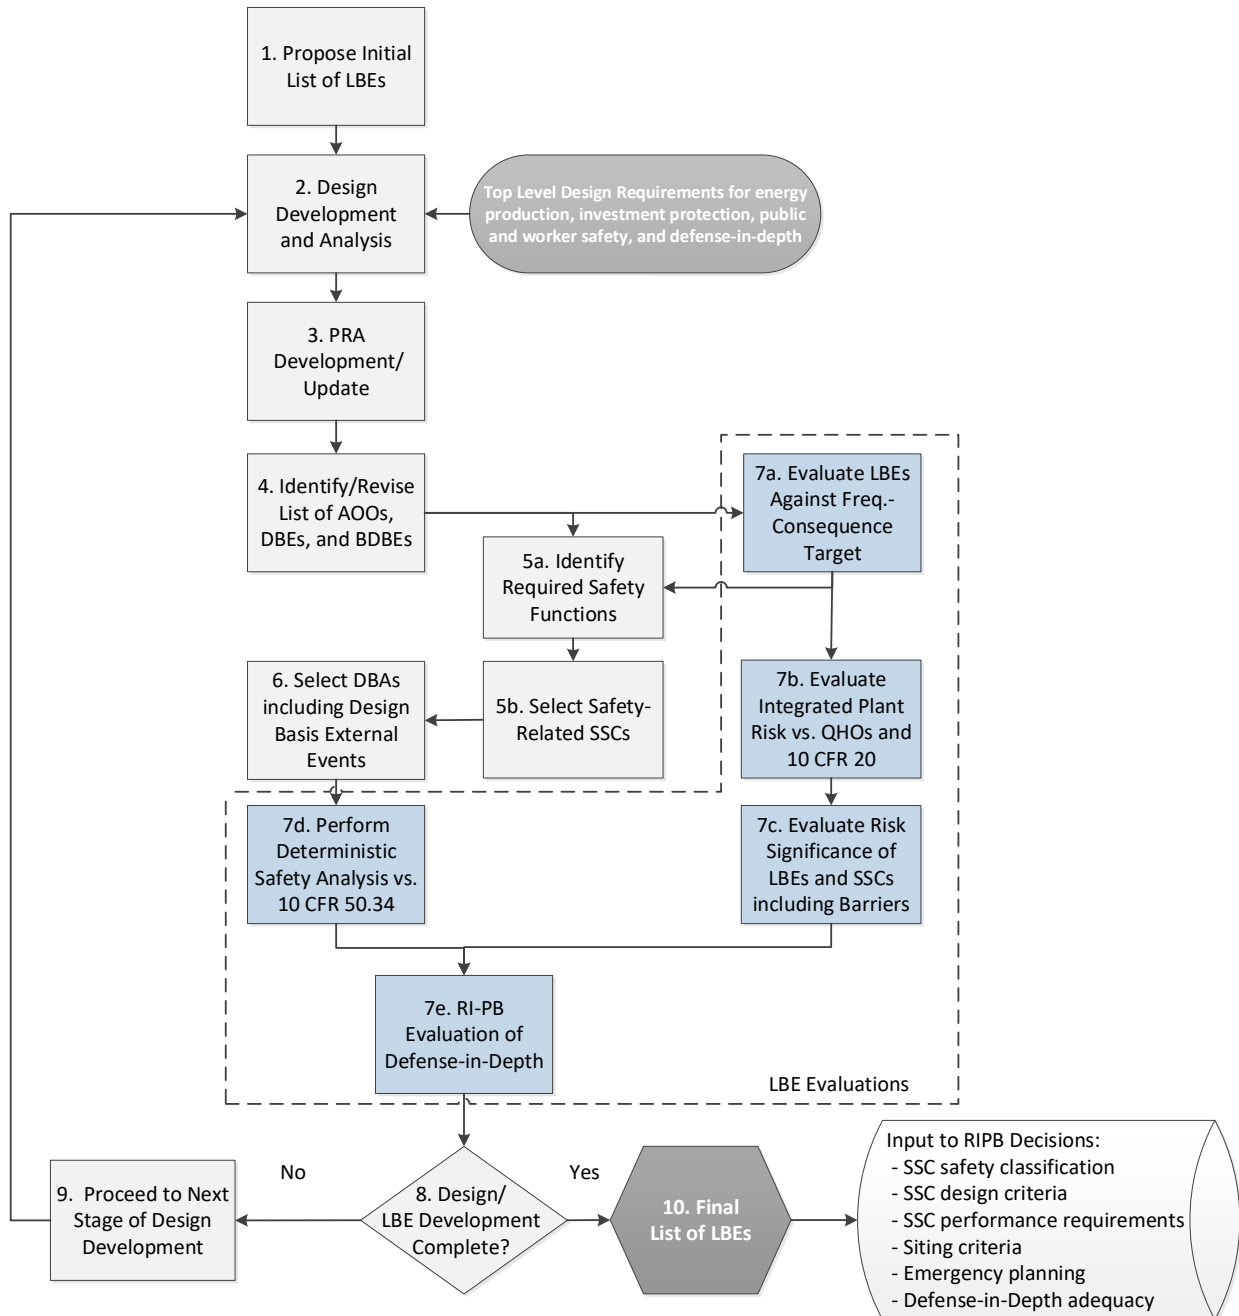 1. Propose Initial
List of LBEs
2. Design
Development
and Analysis
Top Level Design Requirements for energy
production, investment protection, public
and worker safety, and defense-in-depth
3. PRA
Development/
Update
4. Identify/Revise
List of AOOs,
DBEs, and BDBEs
7a. Evaluate LBEs
Against Freq.-
Consequence
Target
5a. Identify
Required Safety
Functions
6. Select DBAs
including Design
Basis External
Events
5b. Select Safety-
Related SSCs
7b. Evaluate
Integrated Plant
Risk vs. QHOs and
10 CFR 20
7d. Perform
Deterministic
Safety Analysis vs.
10 CFR 50.34
7c. Evaluate Risk
Significance of
LBEs and SSCs
including Barriers
7e. RI-PB
Evaluation of
Defense-in-Depth
LBE Evaluations
9. Proceed to Next
Stage of Design
Development
No
8. Design/
LBE Development
Complete?
Yes
10. Final
List of LBEs
Input to RIPB Decisions:
- SSC safety classification
- SSC design criteria
- SSC performance requirements
- Siting criteria
- Emergency planning
- Defense-in-Depth adequacy